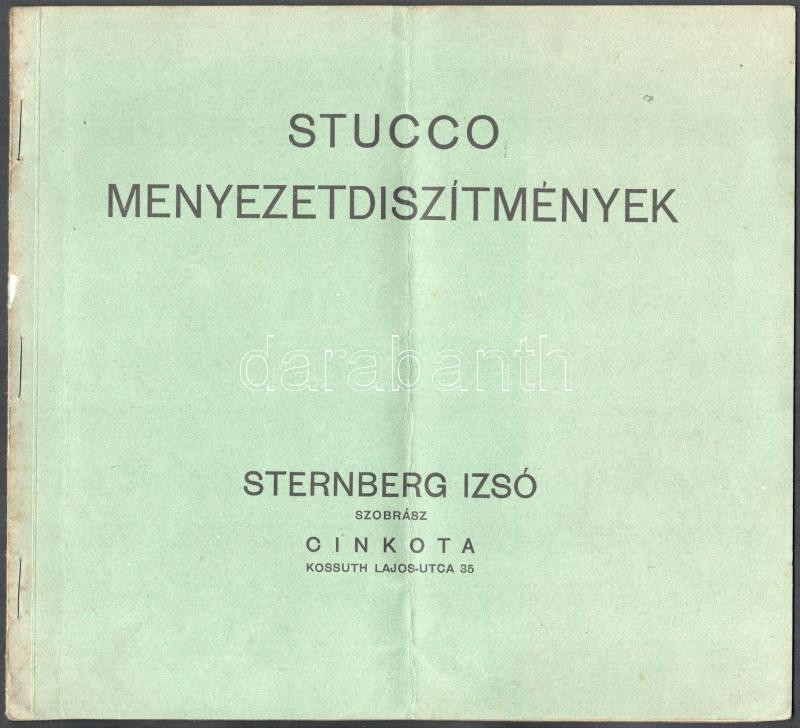 STUCCO
MENYEZETDISZÍTMÉNYEK
darabanth
STERNBERG IZSÓ
SZOBRÁSZ
CINKOTA
KOSSUTH LAJOS-UTCA 35